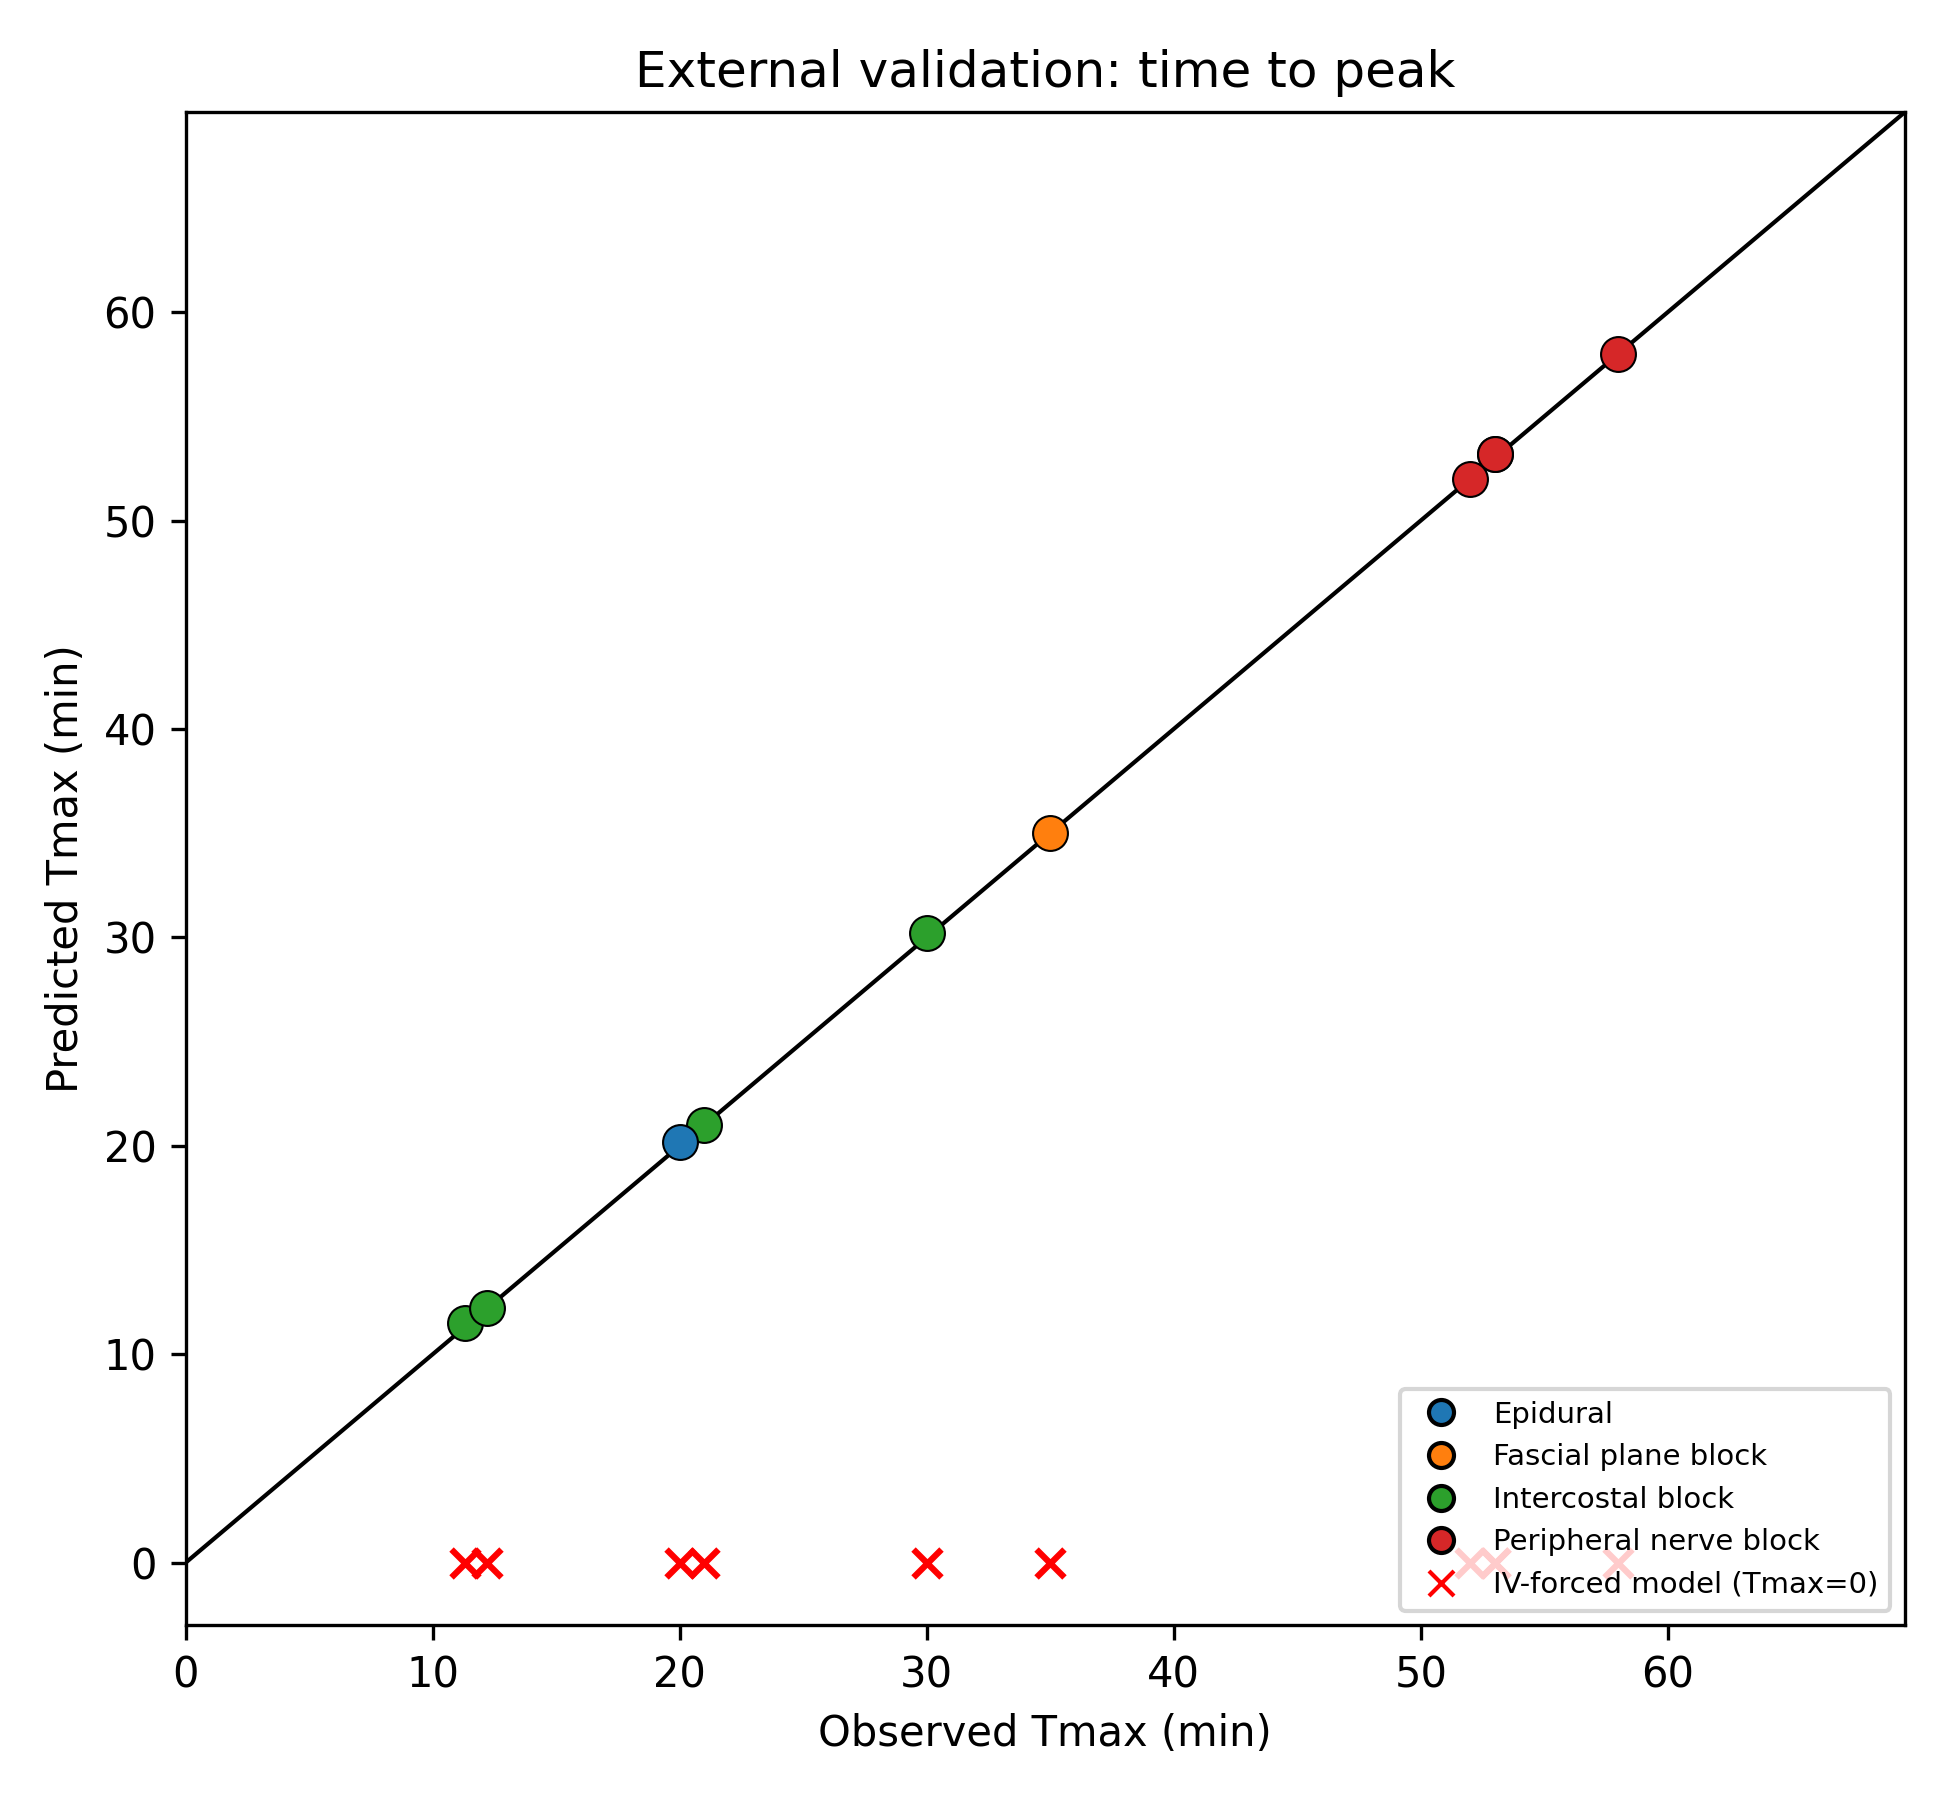 External validation: time to peak
Predicted Tmax (min)
60
50
40
30
20
10
0
Epidural
Fascial plane block
Intercostal block
Peripheral nerve block
IV-forced model (Tmax=0)
0 10 20 30 40 50 60
Observed Tmax (min)